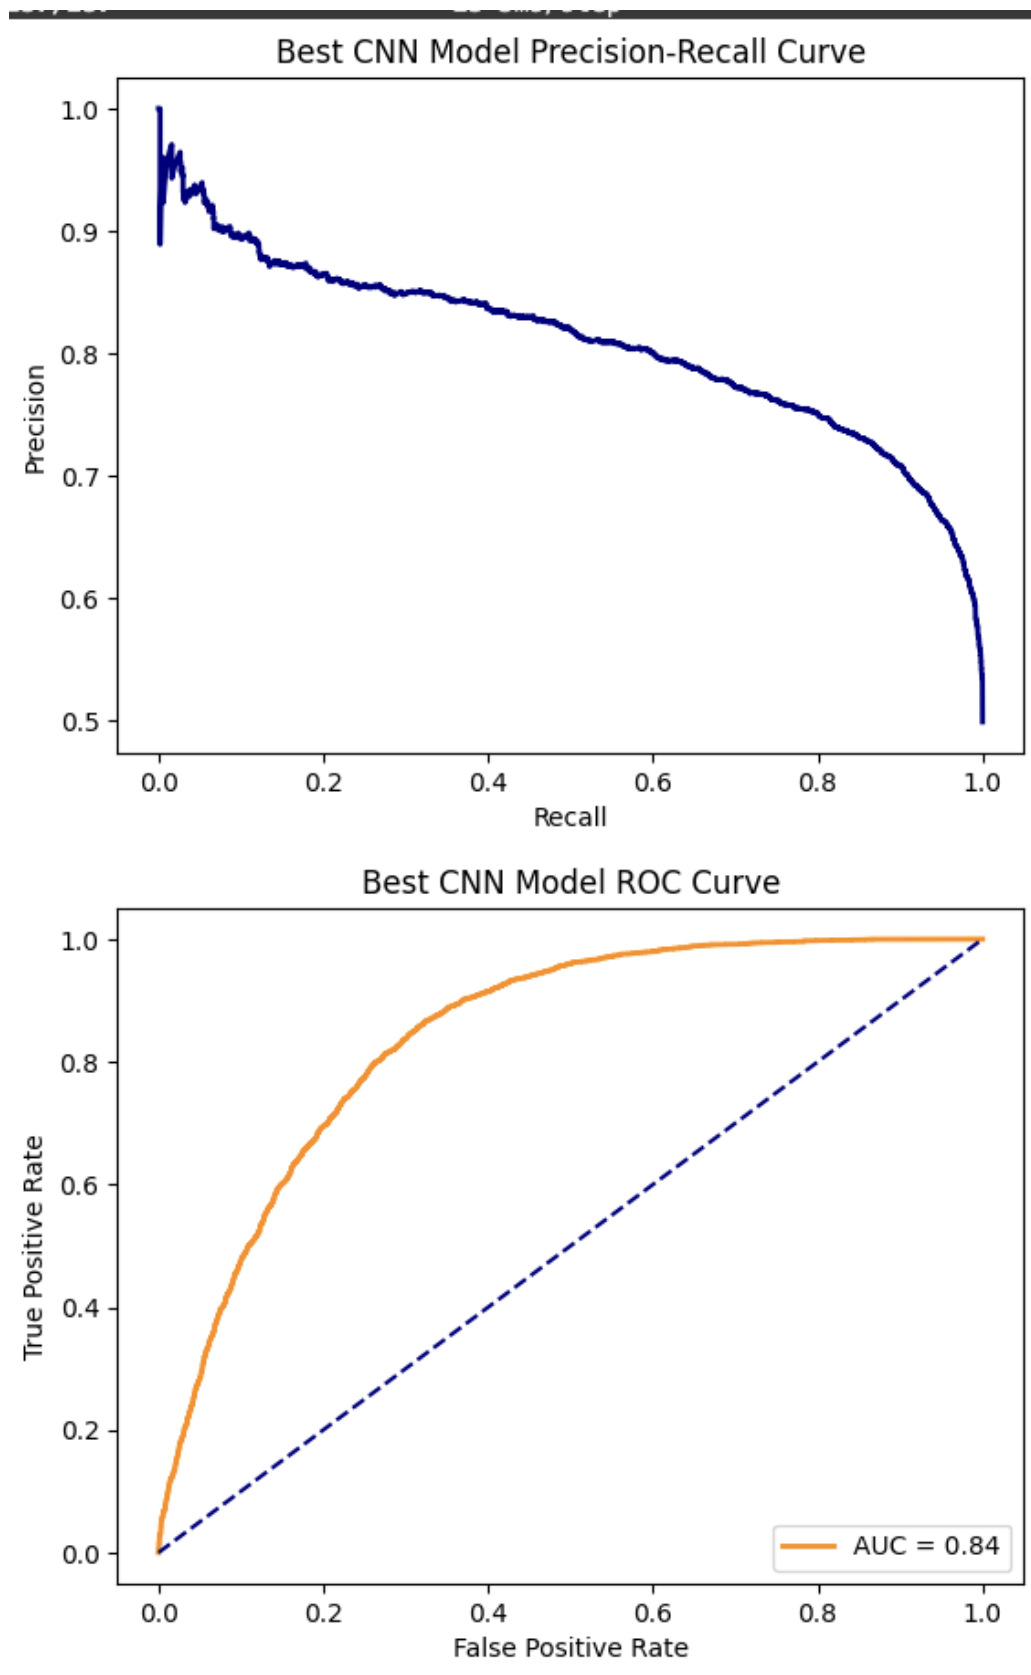 Best CNN Model Precision-Recall Curve
1.0
0.9
0.8
0.7
0.6
0.5
Precision
0.0 0.2 0.4 0.6 0.8 1.0
Recall
Best CNN Model ROC Curve
1.0
0.8
0.6
0.4
0.2
0.0
True Positive Rate
AUC = 0.84
0.0 0.2 0.4 0.6 0.8 1.0
False Positive Rate